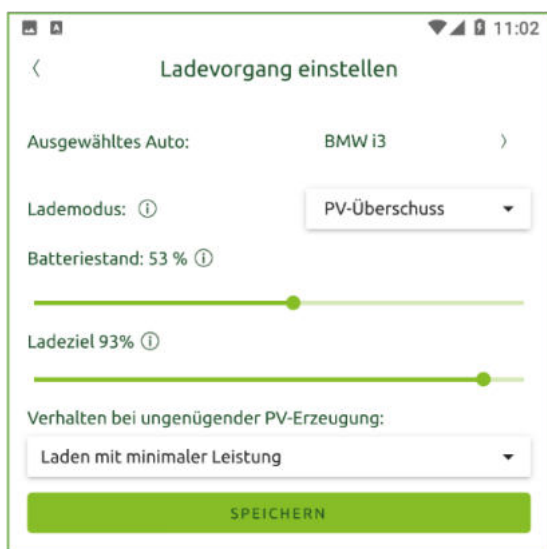 11:02
Ladevorgang einstellen
Ausgewähltes Auto: BMW i3
Lademodus: PV-Überschuss
Batteriestand: 53 %
Ladeziel 93%
Verhalten bei ungenügender PV-Erzeugung:
Laden mit minimaler Leistung
SPEICHERN